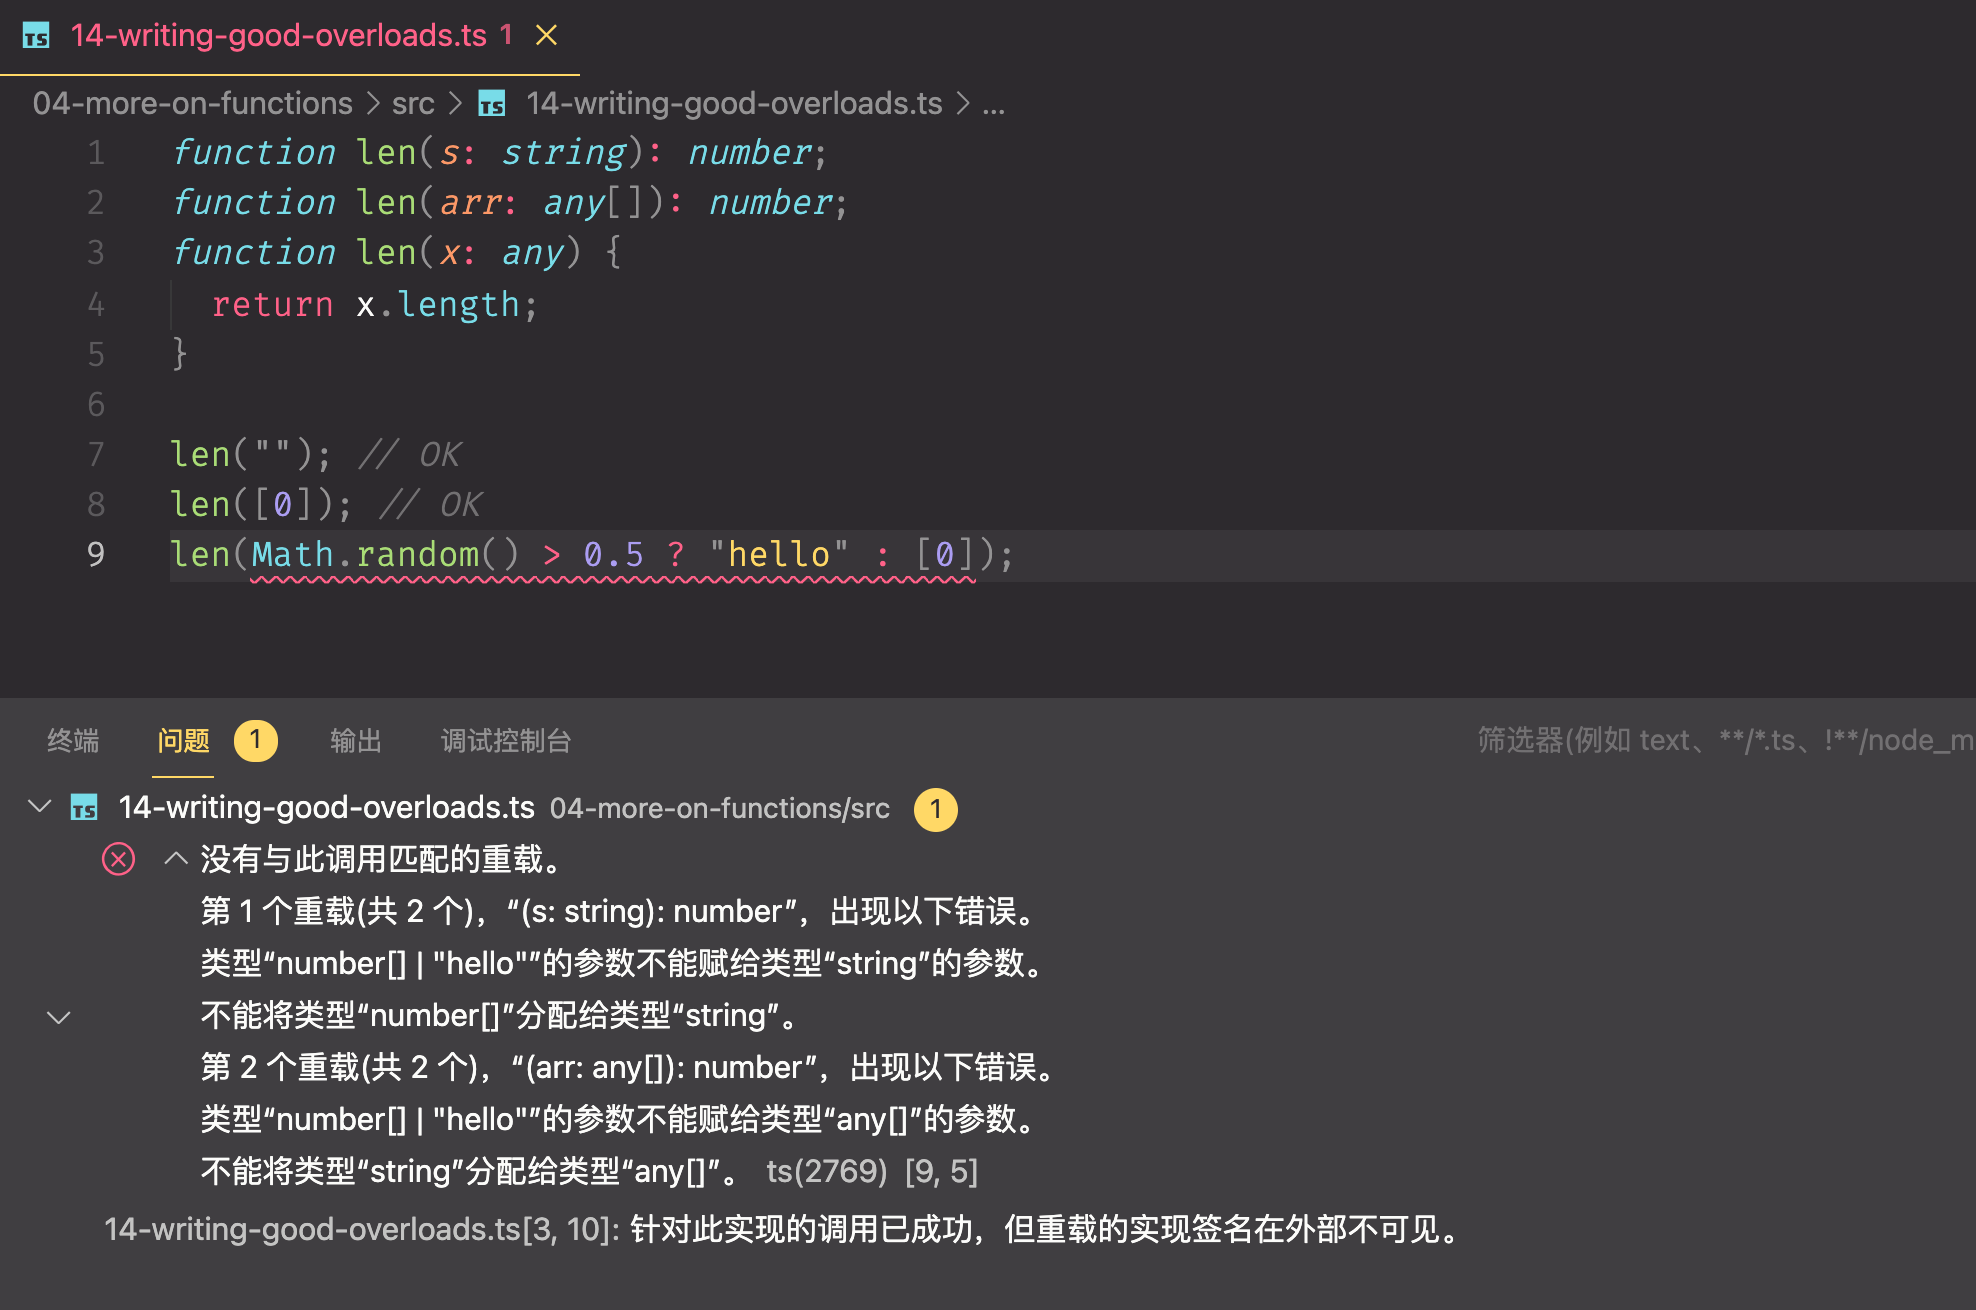 TS 14-writing-good-overloads.ts 1
04-more-on-functions > src > TS 14-writing-good-overloads.ts > ...
1 function len(s: string): number;
2 function len(arr: any[]): number;
3 function len(x: any) {
4 return x.length;
5 }
6
7 len(""); // OK
8 len([0]); // OK
9 len(Math.random() > 0.5 ? "hello" : [0]);
终端 问题 1 输出 调试控制台 筛选器(例如 text、**/*.ts、!**/node_m
TS 14-writing-good-overloads.ts 04-more-on-functions/src 1
没有与此调用匹配的重载。
第 1 个重载(共 2 个)，“(s: string): number”，出现以下错误。
类型“number[] | "hello"”的参数不能赋给类型“string”的参数。
不能将类型“number[]”分配给类型“string”。
第 2 个重载(共 2 个)，“(arr: any[]): number”，出现以下错误。
类型“number[] | "hello"”的参数不能赋给类型“any[]”的参数。
不能将类型“string”分配给类型“any[]”。 ts(2769) [9, 5]
14-writing-good-overloads.ts[3, 10]: 针对此实现的调用已成功，但重载的实现签名在外部不可见。